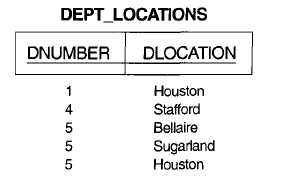 DEPT_LOCATIONS
DNUMBER DLOCATION
1 Houston
4 Stafford
5 Bellaire
5 Sugarland
5 Houston